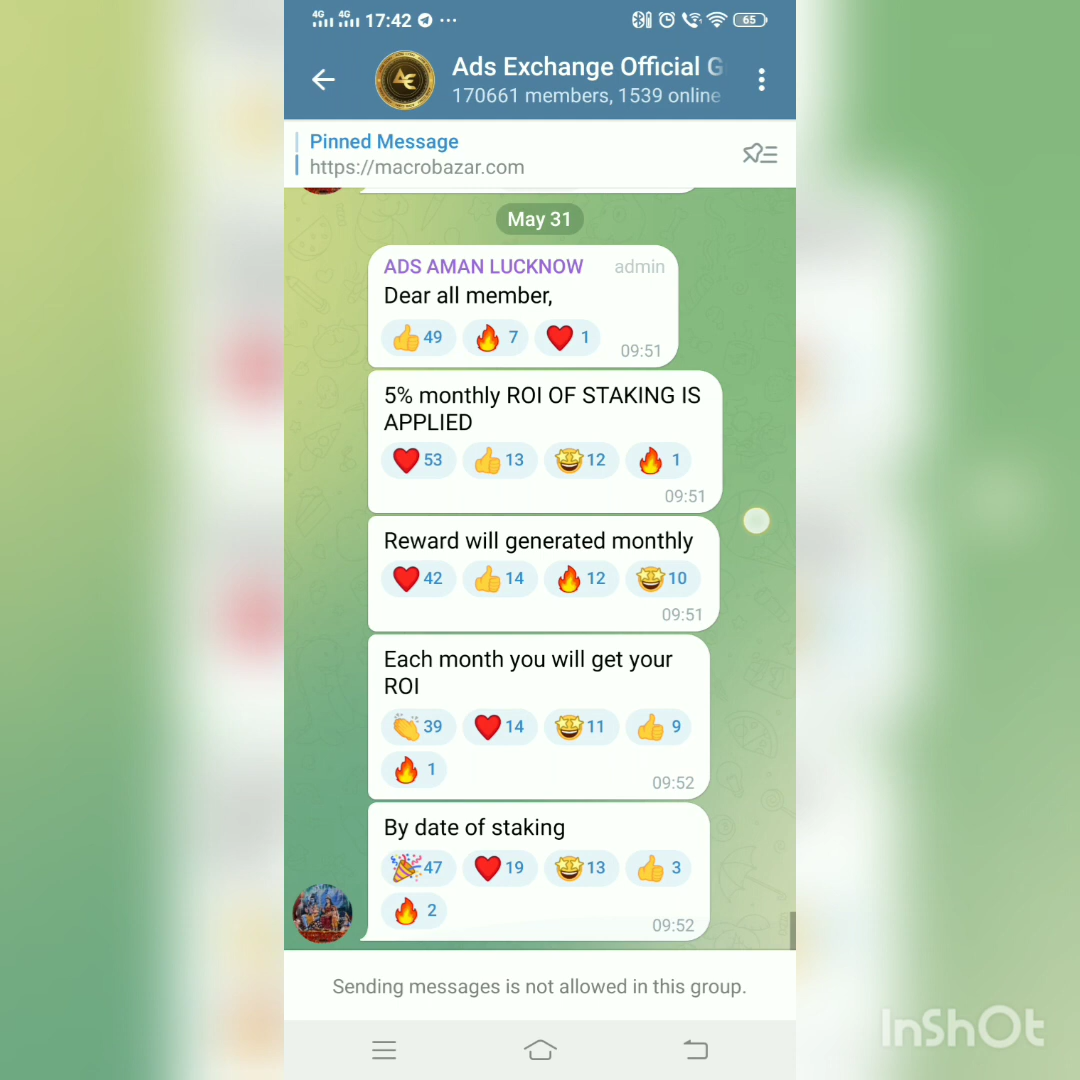 4G 4G 17:42 65
Ads Exchange Official G
170661 members, 1539 online
Pinned Message
https://macrobazar.com
May 31
ADS AMAN LUCKNOW admin
Dear all member,
49 7 1
09:51
5% monthly ROI OF STAKING IS
APPLIED
53 13 12 1
09:51
Reward will generated monthly
42 14 12 10
09:51
Each month you will get your
ROI
39 14 11 9
1
09:52
By date of staking
47 19 13 3
2
09:52
Sending messages is not allowed in this group.
InShOt